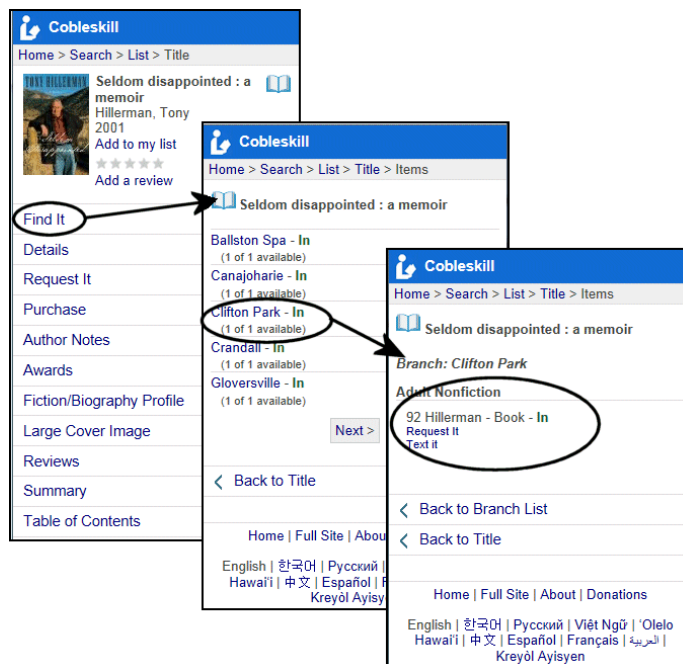 Cobleskill
Home > Search > List > Title
TONY HILLERMAN
Seldom disappointed : a
memoir
Hillerman, Tony
2001
Add to my list
Add a review
Find It
Details
Request It
Purchase
Author Notes
Awards
Fiction/Biography Profile
Large Cover Image
Reviews
Summary
Table of Contents
Cobleskill
Home > Search > List > Title > Items
Seldom disappointed : a memoir
Ballston Spa - In
(1 of 1 available)
Canajoharie - In
(1 of 1 available)
Clifton Park - In
(1 of 1 available)
Crandall - In
(1 of 1 available)
Gloversville - In
(1 of 1 available)
Next >
Back to Title
Home | Full Site | Abou
English | 한국어 | Русский |
Hawai'i | 中文 | Español | F
Kreyòl Ayisy
Cobleskill
Home > Search > List > Title > Items
Seldom disappointed : a memoir
Branch: Clifton Park
Adult Nonfiction
92 Hillerman - Book - In
Request It
Text it
Back to Branch List
Back to Title
Home | Full Site | About | Donations
English | 한국어 | Русский | Việt Ngữ | ʻOlelo
Hawai'i | 中文 | Español | Français | العربية |
Kreyòl Ayisyen